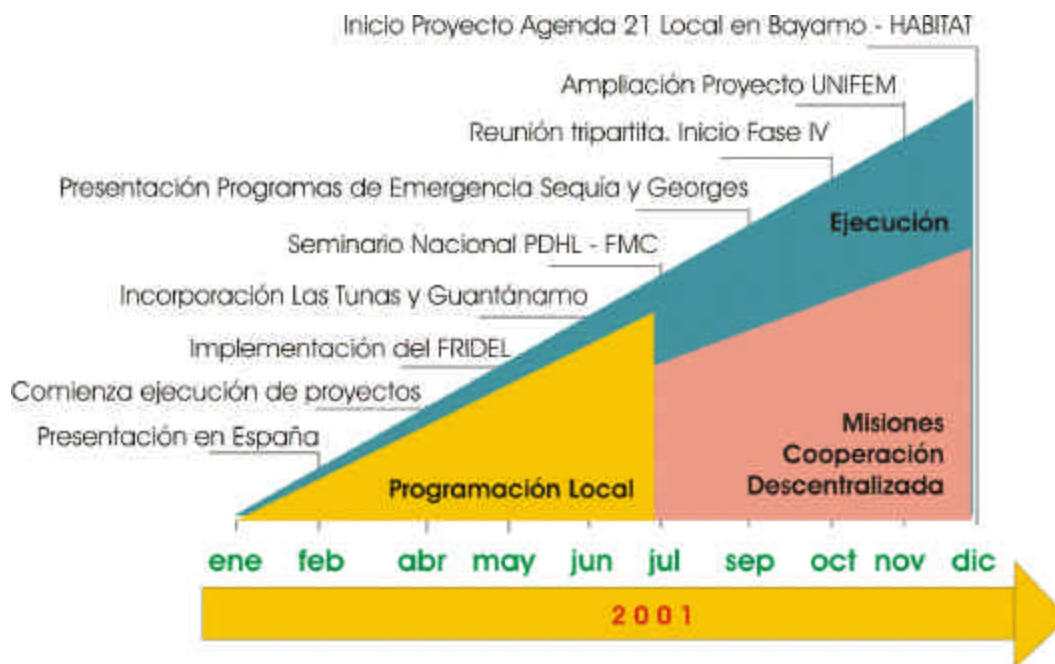 Inicio Proyecto Agenda 21 Local en Bayamo - HABITAT
Ampliación Proyecto UNIFEM
Reunión tripartita. Inicio Fase IV
Presentación Programas de Emergencia Sequía y Georges
Seminario Nacional PDHL - FMC
Incorporación Las Tunas y Guantánamo
Implementación del FRIDEL
Comienza ejecución de proyectos
Presentación en España
Ejecución
Misiones
Cooperación
Descentralizada
Programación Local
ene feb abr may jun jul sep oct nov dic
2001